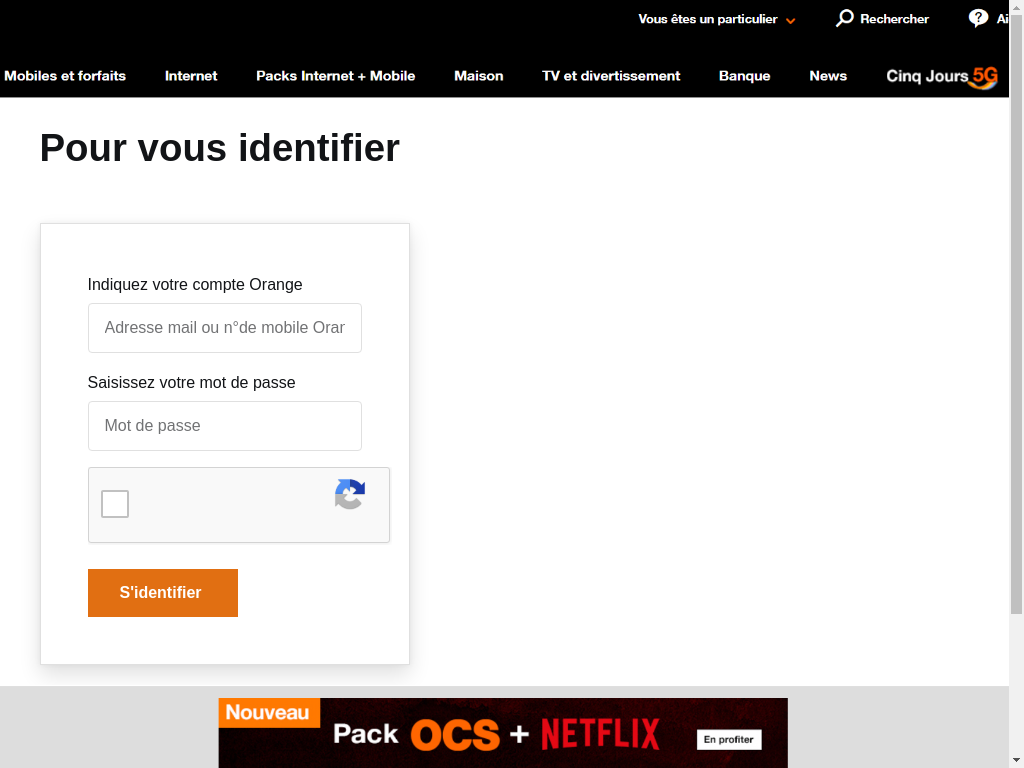 Vous êtes un particulier
Rechercher
Mobiles et forfaits
Internet
Packs Internet + Mobile
Maison
TV et divertissement
Banque
News
Cinq Jours 5G
Pour vous identifier
Indiquez votre compte Orange
Adresse mail ou n°de mobile Orar
Saisissez votre mot de passe
Mot de passe
S'identifier
Nouveau
Pack OCS + NETFLIX
En profiter